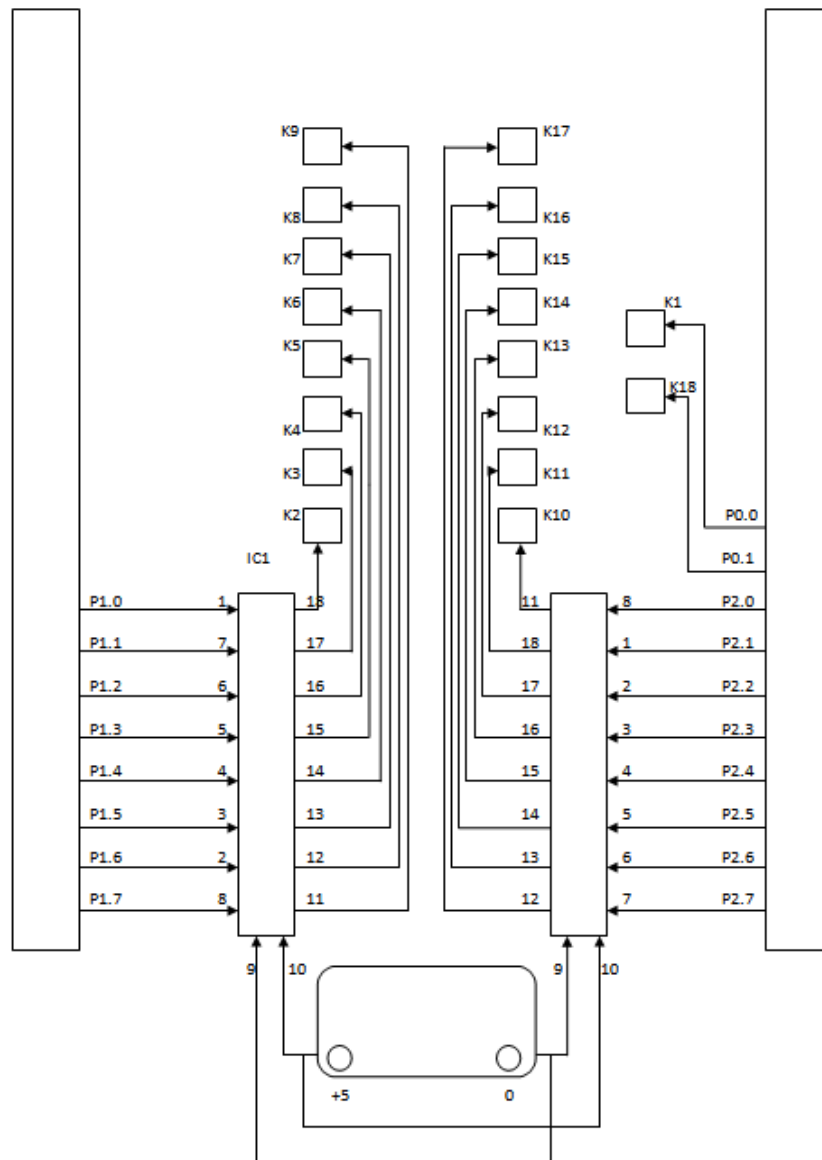 K9 K17
K8 K16
K7 K15
K6 K14 K1
K5 K13
K18
K4 K12
K3 K11
K2 K10 P0.0
IC1 P0.1
P1.0 1 18 11 8 P2.0
P1.1 7 17 18 1 P2.1
P1.2 6 16 17 2 P2.2
P1.3 5 15 16 3 P2.3
P1.4 4 14 15 4 P2.4
P1.5 3 13 14 5 P2.5
P1.6 2 12 13 6 P2.6
P1.7 8 11 12 7 P2.7
9 10 9 10
+5 0